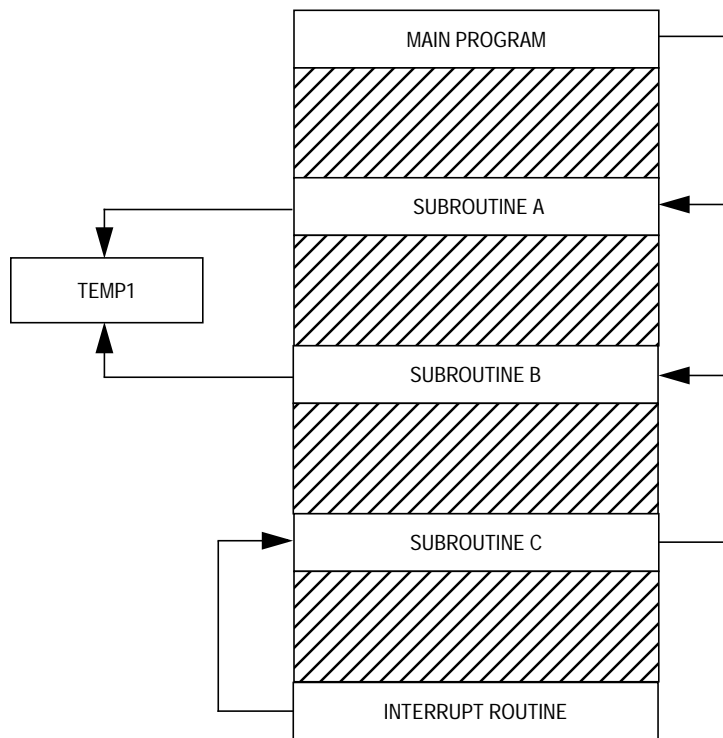 MAIN PROGRAM
SUBROUTINE A
TEMP1
SUBROUTINE B
SUBROUTINE C
INTERRUPT ROUTINE